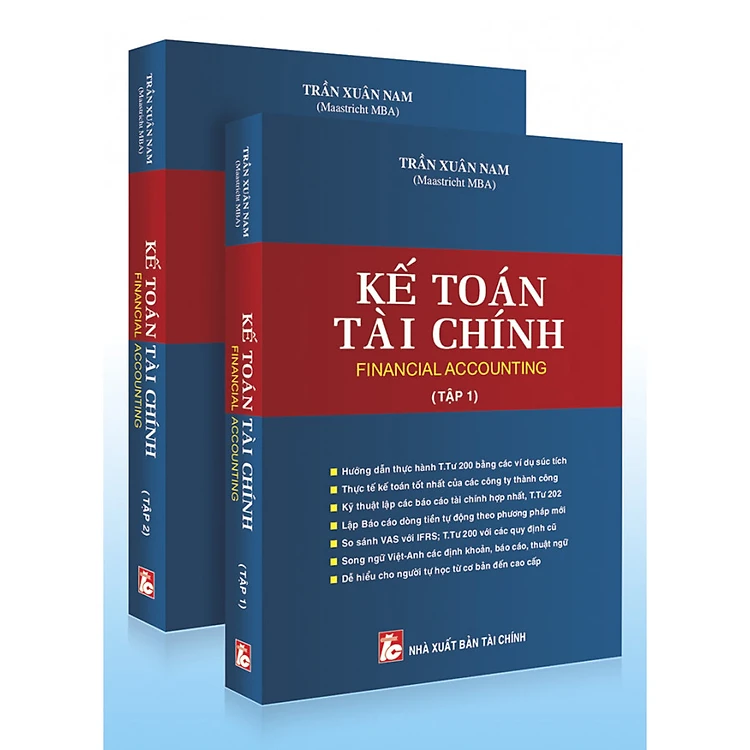 TRẦN XUÂN NAM
(Maastricht MBA)
TRẦN XUÂN NAM
(Maastricht MBA)
KẾ TOÁN TÀI CHÍNH
FINANCIAL ACCOUNTING
(TẬP 2)
TRẦN XUÂN NAM
(Maastricht MBA)
KẾ TOÁN TÀI CHÍNH
FINANCIAL ACCOUNTING
(TẬP 1)
TRẦN XUÂN NAM
(Maastricht MBA)
KẾ TOÁN
TÀI CHÍNH
FINANCIAL ACCOUNTING
(TẬP 1)
Hướng dẫn thực hành T.Tư 200 bằng các ví dụ súc tích
Thực tế kế toán tốt nhất của các công ty thành công
Kỹ thuật lập các báo cáo tài chính hợp nhất, T.Tư 202
Lập Báo cáo dòng tiền tự động theo phương pháp mới
So sánh VAS với IFRS; T.Tư 200 với các quy định cũ
Song ngữ Việt-Anh các định khoản, báo cáo, thuật ngữ
Dễ hiểu cho người tự học từ cơ bản đến cao cấp
NHÀ XUẤT BẢN TÀI CHÍNH